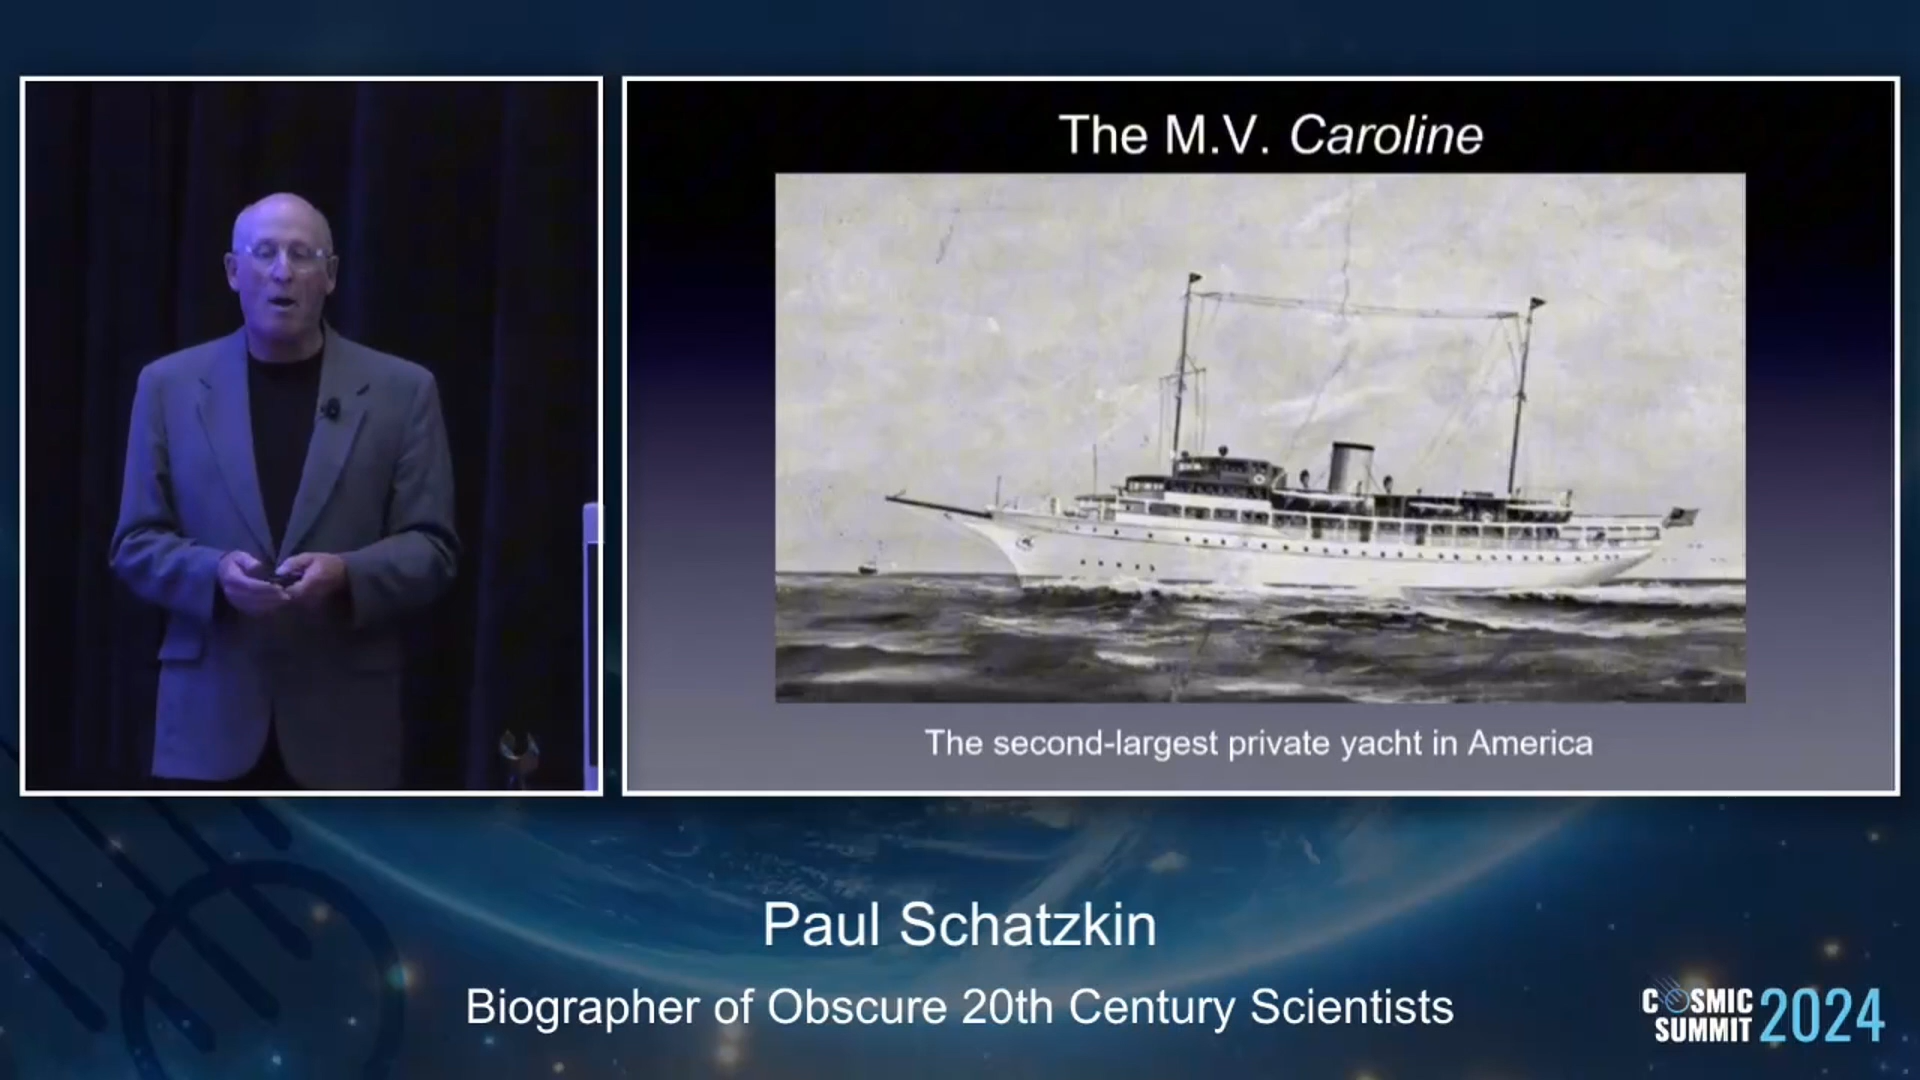 The M.V. Caroline
The second-largest private yacht in America
Paul Schatzkin
Biographer of Obscure 20th Century Scientists
COSMIC
SUMMIT 2024